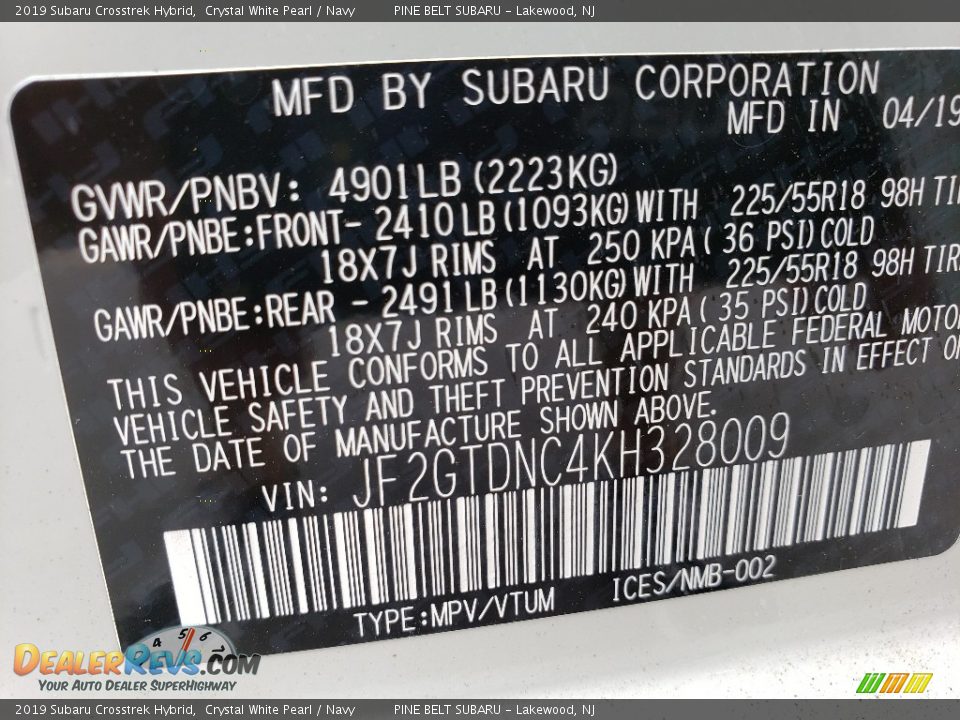 2019 Subaru Crosstrek Hybrid, Crystal White Pearl / Navy PINE BELT SUBARU - Lakewood, NJ
MFD BY SUBARU CORPORATION
MFD IN 04/19
GVWR/PNBV: 4901LB (2223KG)
GAWR/PNBE:FRONT- 2410LB (1093KG) WITH 225/55R18 98H TIR
18X7J RIMS AT 250 KPA ( 36 PSI) COLD
GAWR/PNBE:REAR - 2491LB (1130KG) WITH 225/55R18 98H TIR
18X7J RIMS AT 240 KPA ( 35 PSI) COLD
THIS VEHICLE CONFORMS TO ALL APPLICABLE FEDERAL MOTO
VEHICLE SAFETY AND THEFT PREVENTION STANDARDS IN EFFECT O
THE DATE OF MANUFACTURE SHOWN ABOVE.
VIN: JF2GTDNC4KH328009
TYPE:MPV/VTUM ICES/NMB-002
4 5 6 7
DEALERREVS.COM
YOUR AUTO DEALER SUPERHIGHWAY
2019 Subaru Crosstrek Hybrid, Crystal White Pearl / Navy PINE BELT SUBARU - Lakewood, NJ